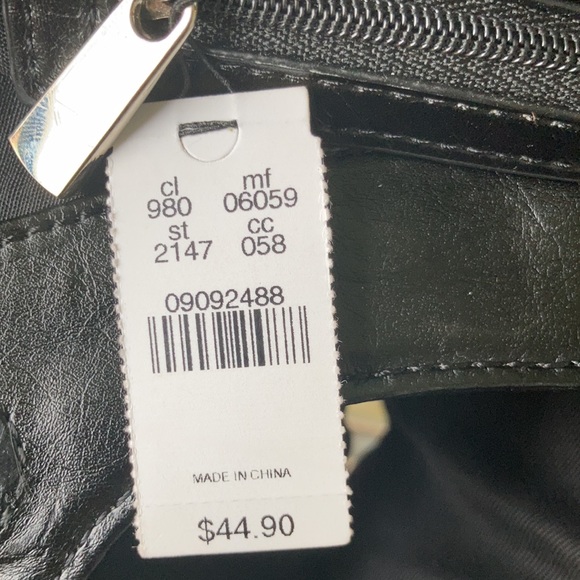 cl mf
980 06059
st cc
2147 058
09092488
MADE IN CHINA
$44.90